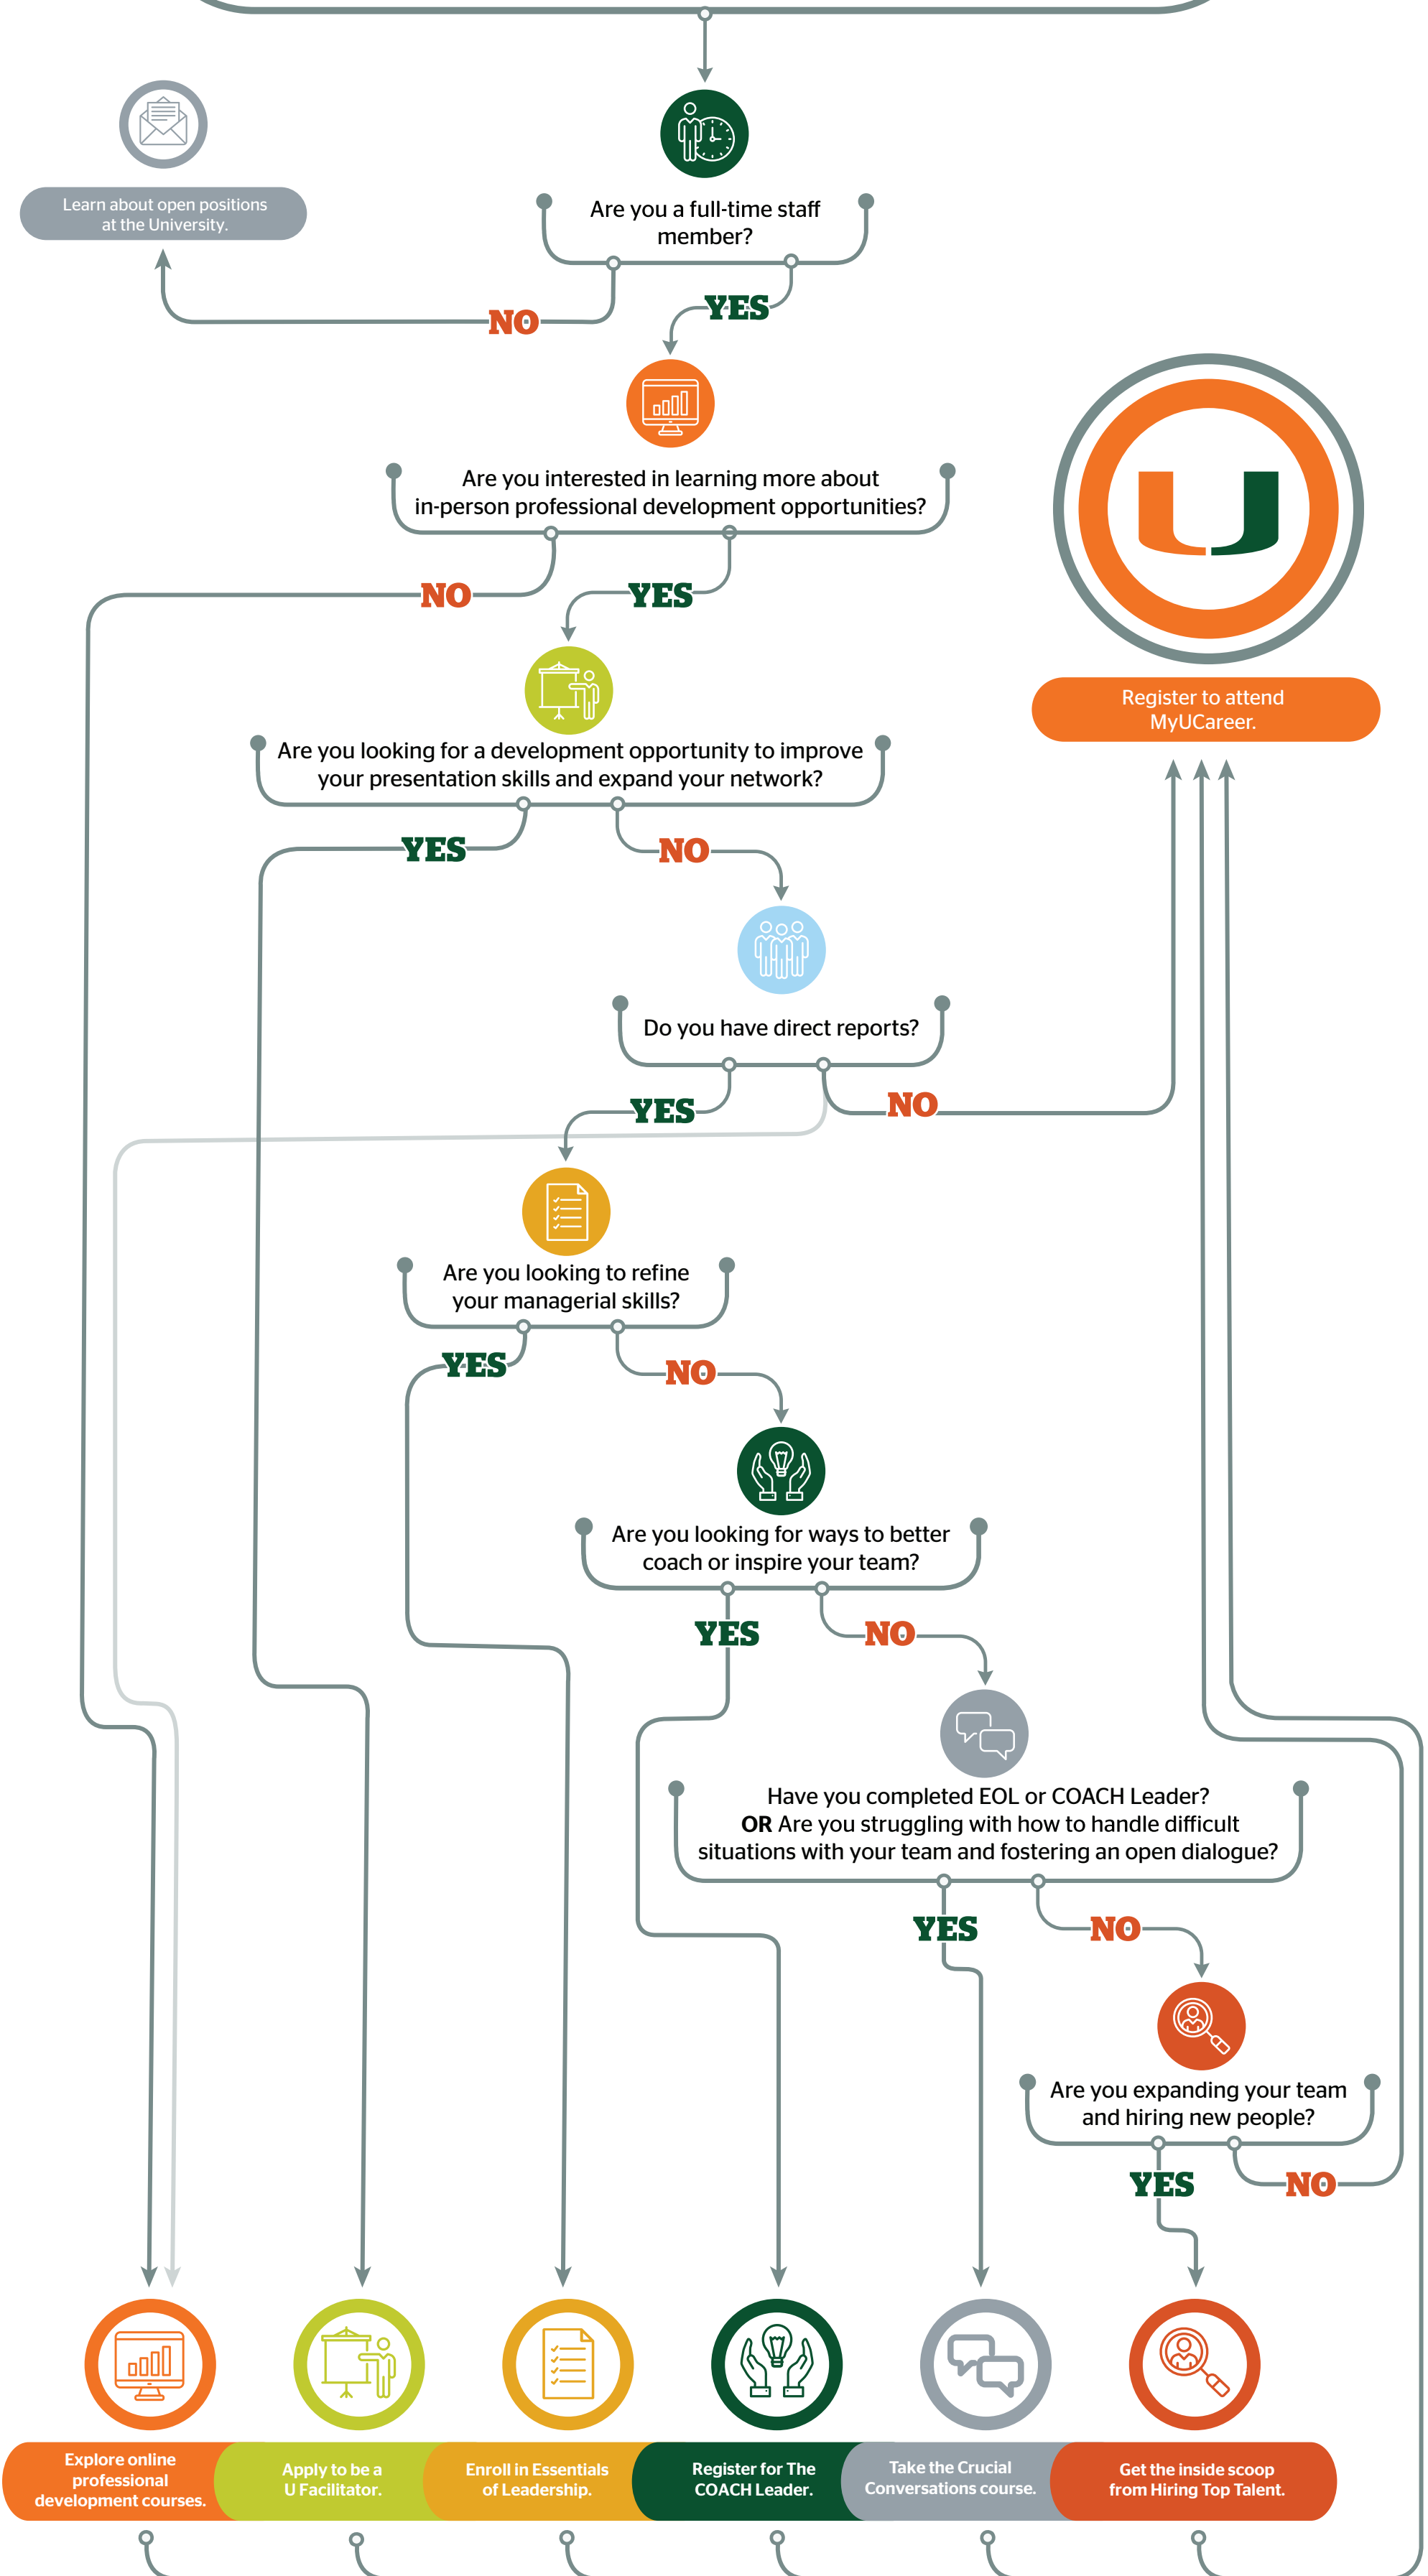 Learn about open positions
at the University.
Are you a full-time staff
member?
NO
YES
Are you interested in learning more about
in-person professional development opportunities?
NO
YES
Register to attend
MyUCareer.
Are you looking for a development opportunity to improve
your presentation skills and expand your network?
YES
NO
Do you have direct reports?
YES
NO
Are you looking to refine
your managerial skills?
YES
NO
Are you looking for ways to better
coach or inspire your team?
YES
NO
Have you completed EOL or COACH Leader?
OR Are you struggling with how to handle difficult
situations with your team and fostering an open dialogue?
YES
NO
Are you expanding your team
and hiring new people?
YES
NO
Explore online
professional
development courses.
Apply to be a
U Facilitator.
Enroll in Essentials
of Leadership.
Register for The
COACH Leader.
Take the Crucial
Conversations course.
Get the inside scoop
from Hiring Top Talent.